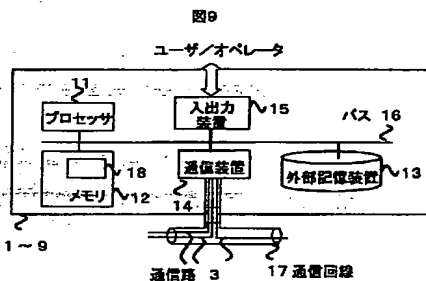 図9
ユーザ/オペレータ
11
プロセッサ
入出力
装置
15
バス 16
18
メモリ
12
通信装置
14
外部記憶装置
13
1~9
通信路 3
17 通信回線